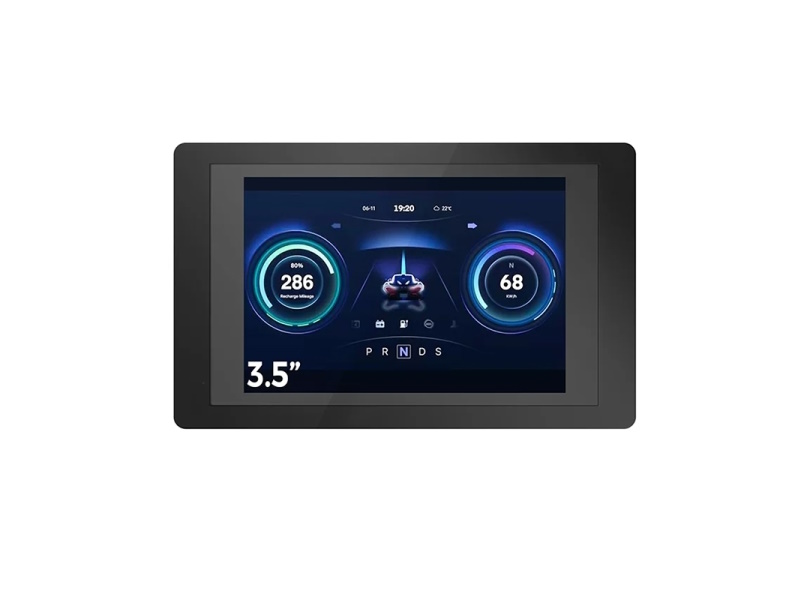 06-11 19:20 22℃
80%
286
Recharge Mileage
N
68
KM/h
P R N D S
3.5”